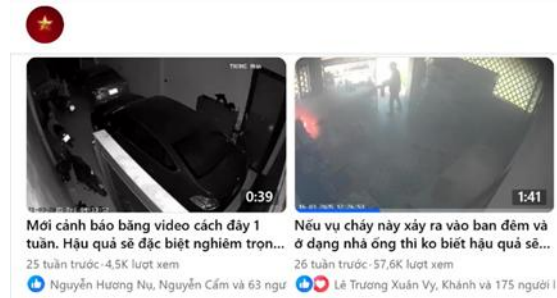 0:39
1:41
Mới cảnh báo bằng video cách đây 1
tuần. Hậu quả sẽ đặc biệt nghiêm trọn...
25 tuần trước · 4,5K lượt xem
Nguyễn Hương Nụ, Nguyễn Cẩm và 63 ngư
Nếu vụ cháy này xảy ra vào ban đêm và
ở dạng nhà ống thì ko biết hậu quả sẽ...
26 tuần trước · 57,6K lượt xem
Lê Trương Xuân Vy, Khánh và 175 người